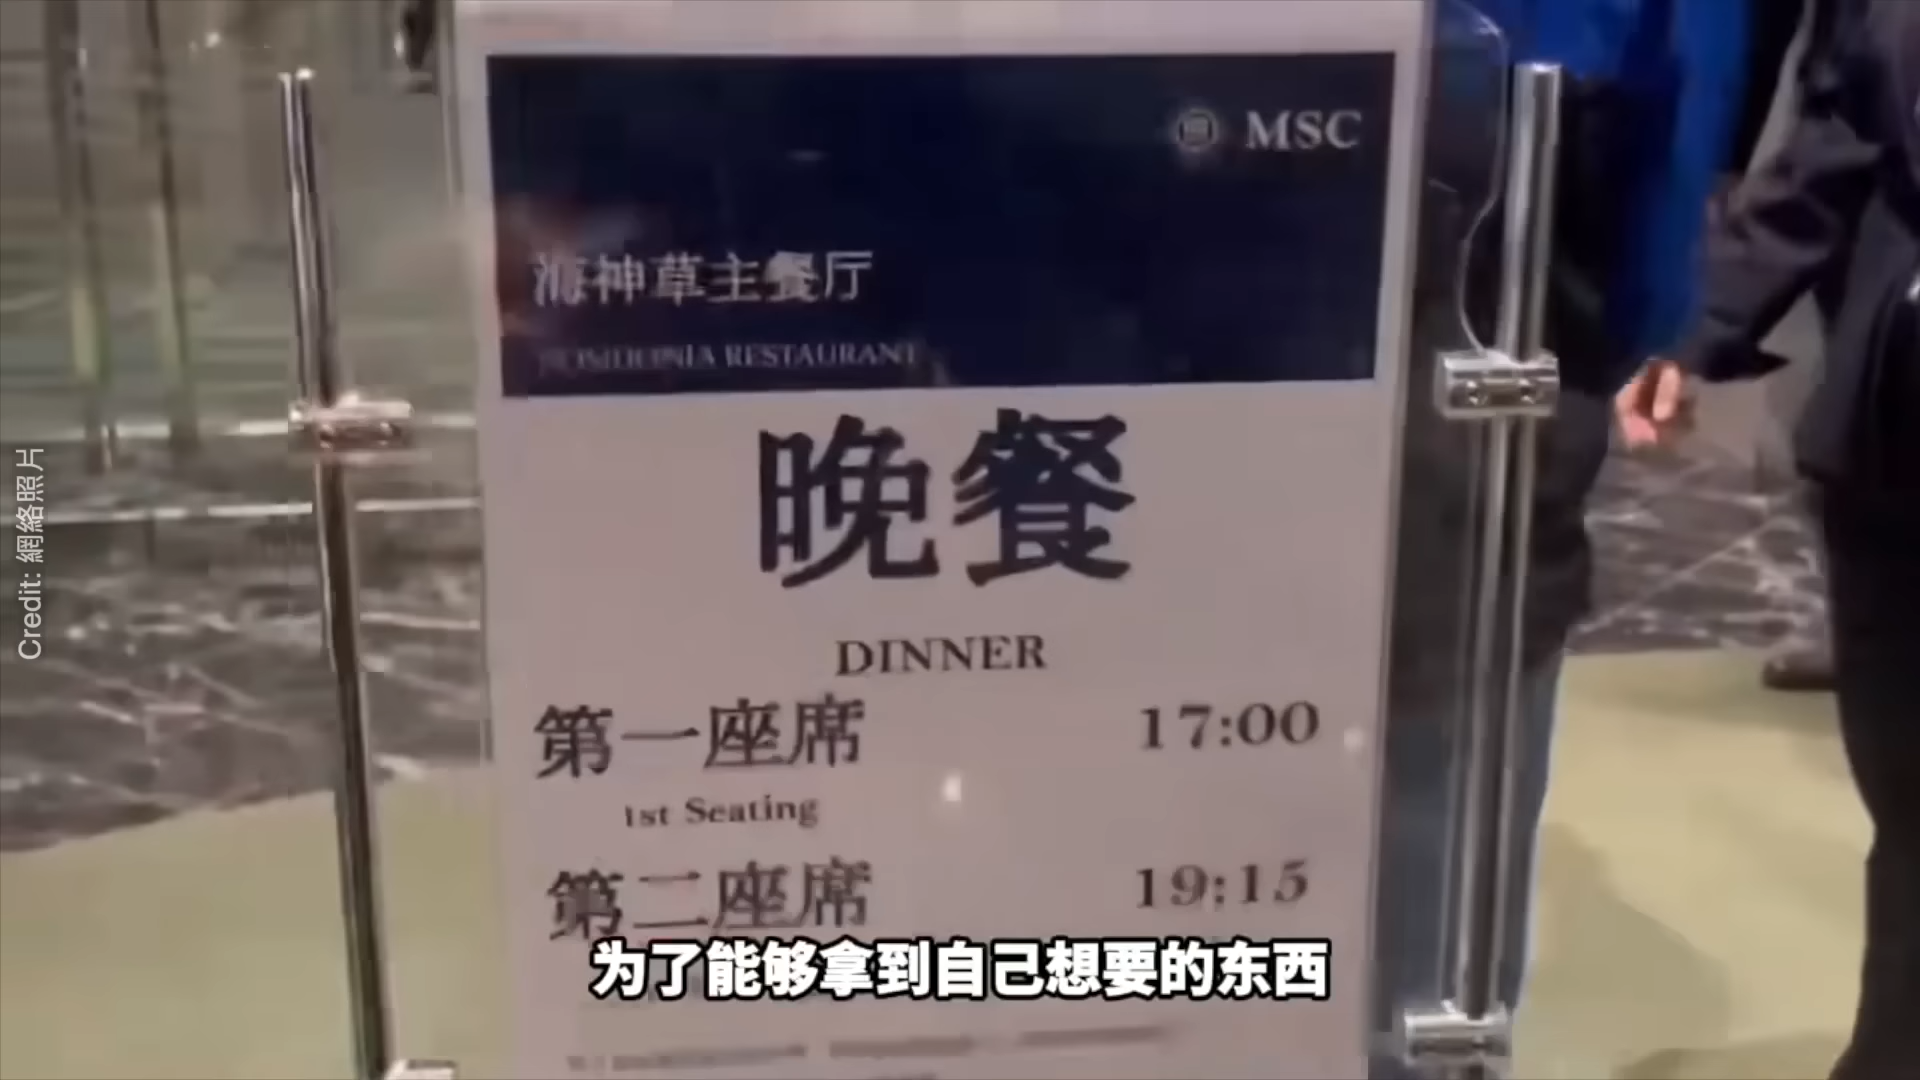 MSC
海神草主餐厅
POSIDONIA RESTAURANT
晚餐
DINNER
第一座席 17:00
1st Seating
第二座席 19:15
为了能够拿到自己想要的东西
Credit: 網絡照片